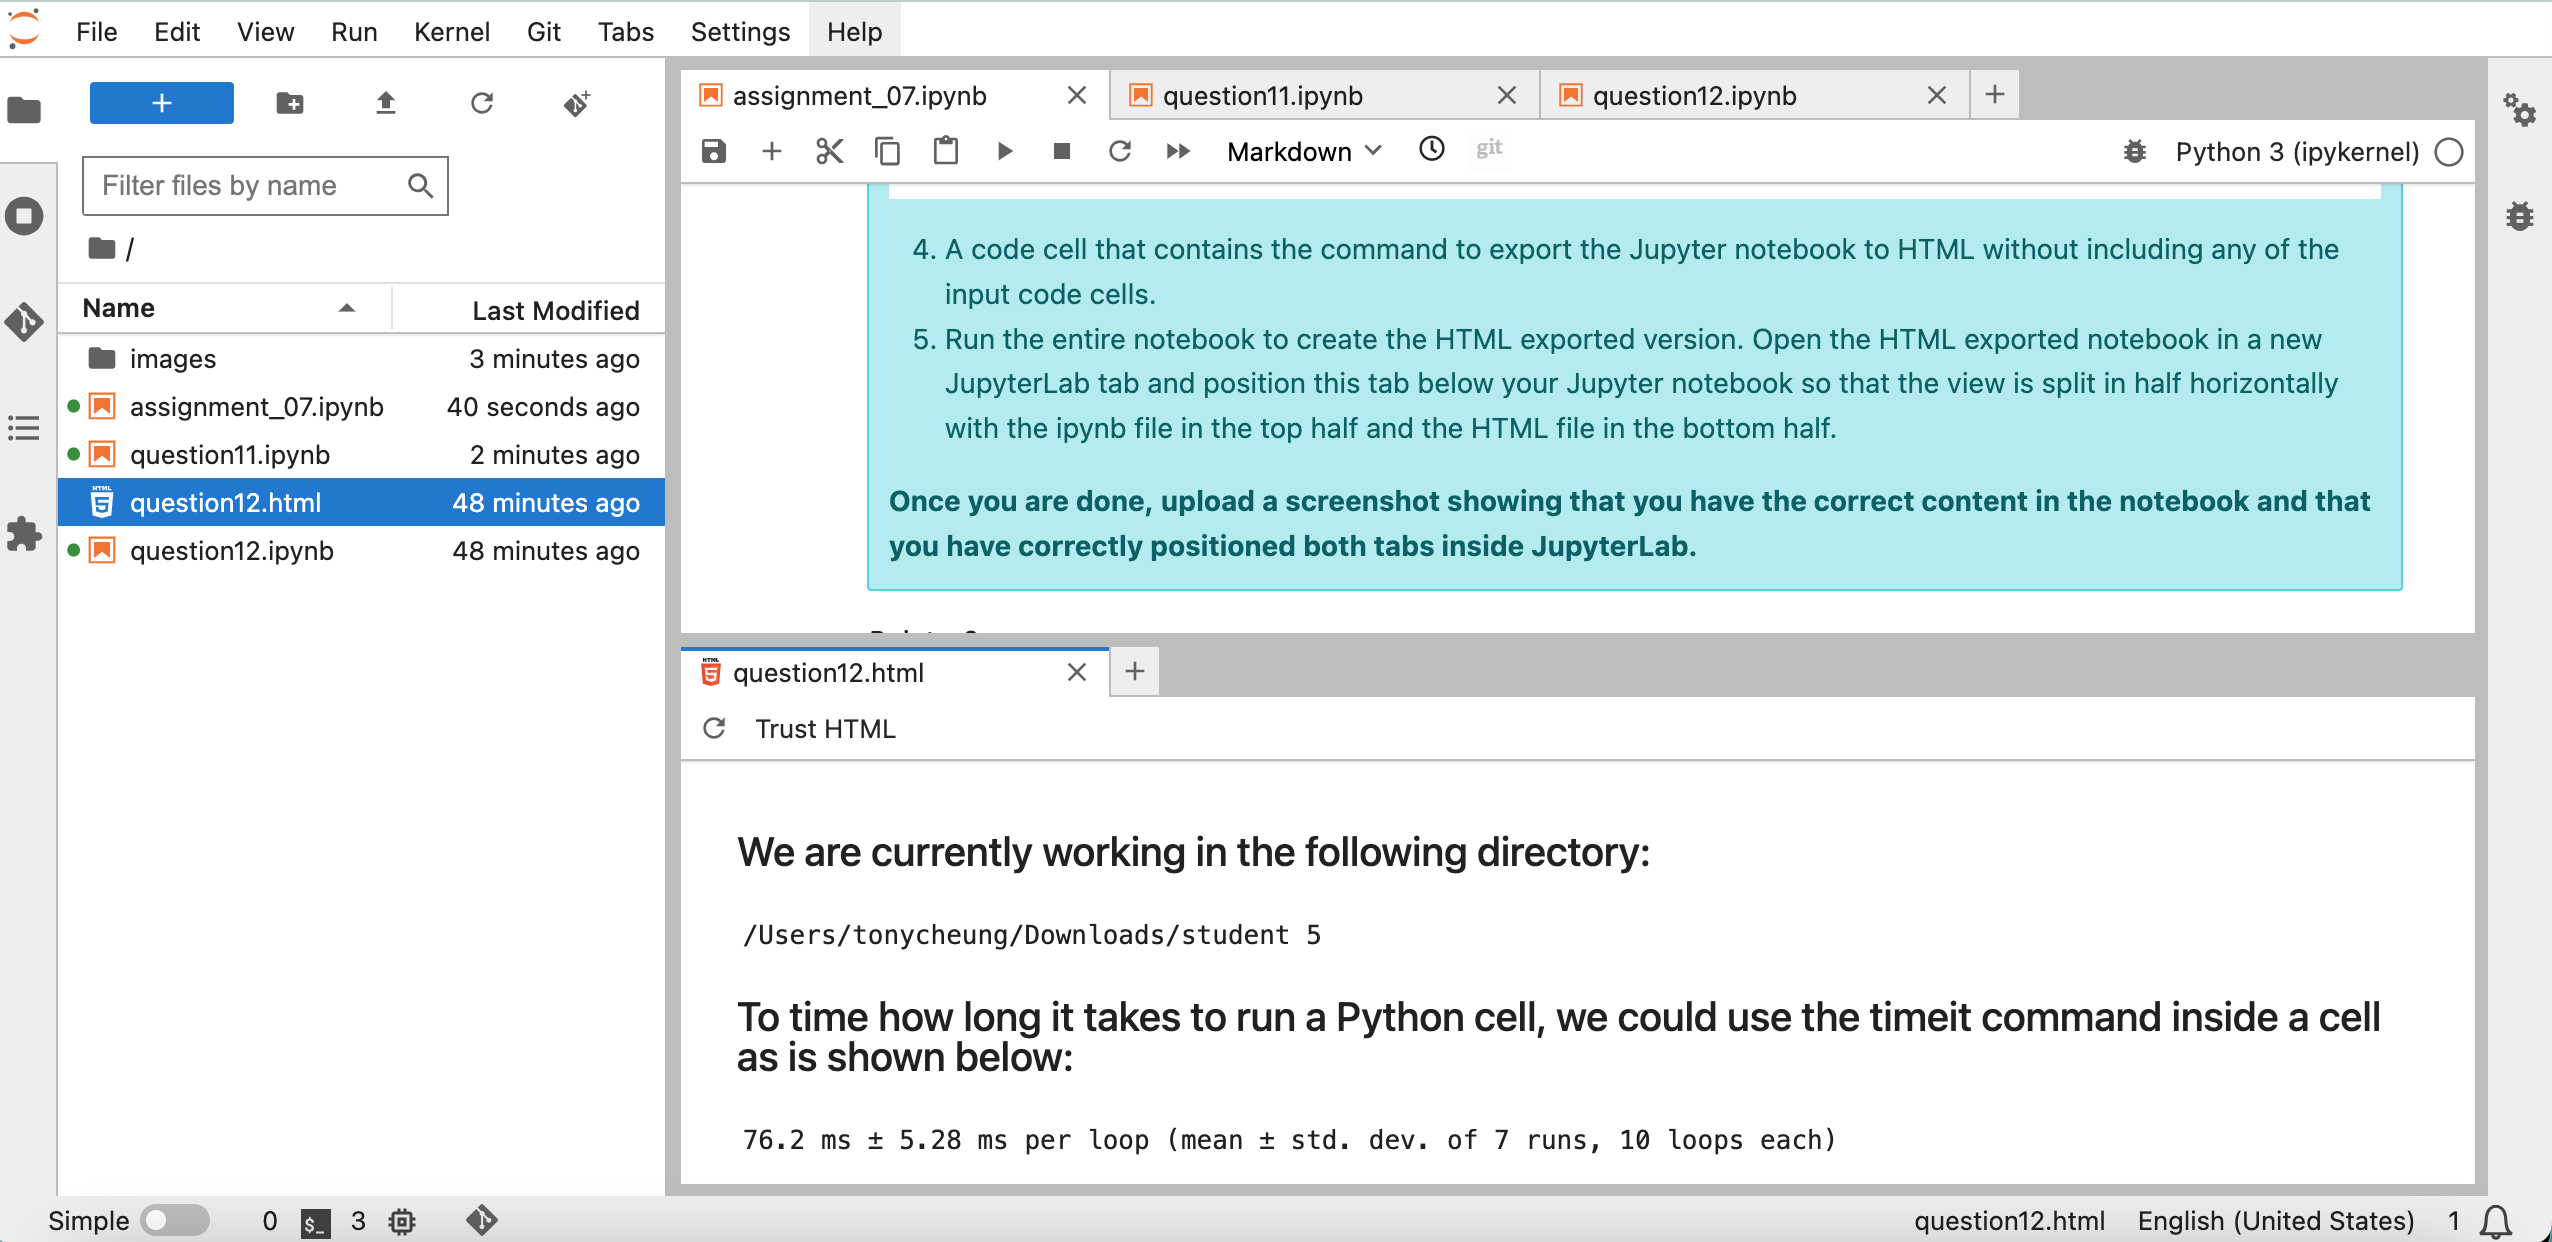 File Edit View Run Kernel Git Tabs Settings Help
Filter files by name
/
Name Last Modified
images 3 minutes ago
assignment_07.ipynb 40 seconds ago
question11.ipynb 2 minutes ago
question12.html 48 minutes ago
question12.ipynb 48 minutes ago
assignment_07.ipynb question11.ipynb question12.ipynb
Markdown git Python 3 (ipykernel)
4. A code cell that contains the command to export the Jupyter notebook to HTML without including any of the
input code cells.
5. Run the entire notebook to create the HTML exported version. Open the HTML exported notebook in a new
JupyterLab tab and position this tab below your Jupyter notebook so that the view is split in half horizontally
with the ipynb file in the top half and the HTML file in the bottom half.
Once you are done, upload a screenshot showing that you have the correct content in the notebook and that
you have correctly positioned both tabs inside JupyterLab.
question12.html
Trust HTML
We are currently working in the following directory:
/Users/tonycheung/Downloads/student 5
To time how long it takes to run a Python cell, we could use the timeit command inside a cell
as is shown below:
76.2 ms ± 5.28 ms per loop (mean ± std. dev. of 7 runs, 10 loops each)
Simple 0 $_ 3 question12.html English (United States) 1